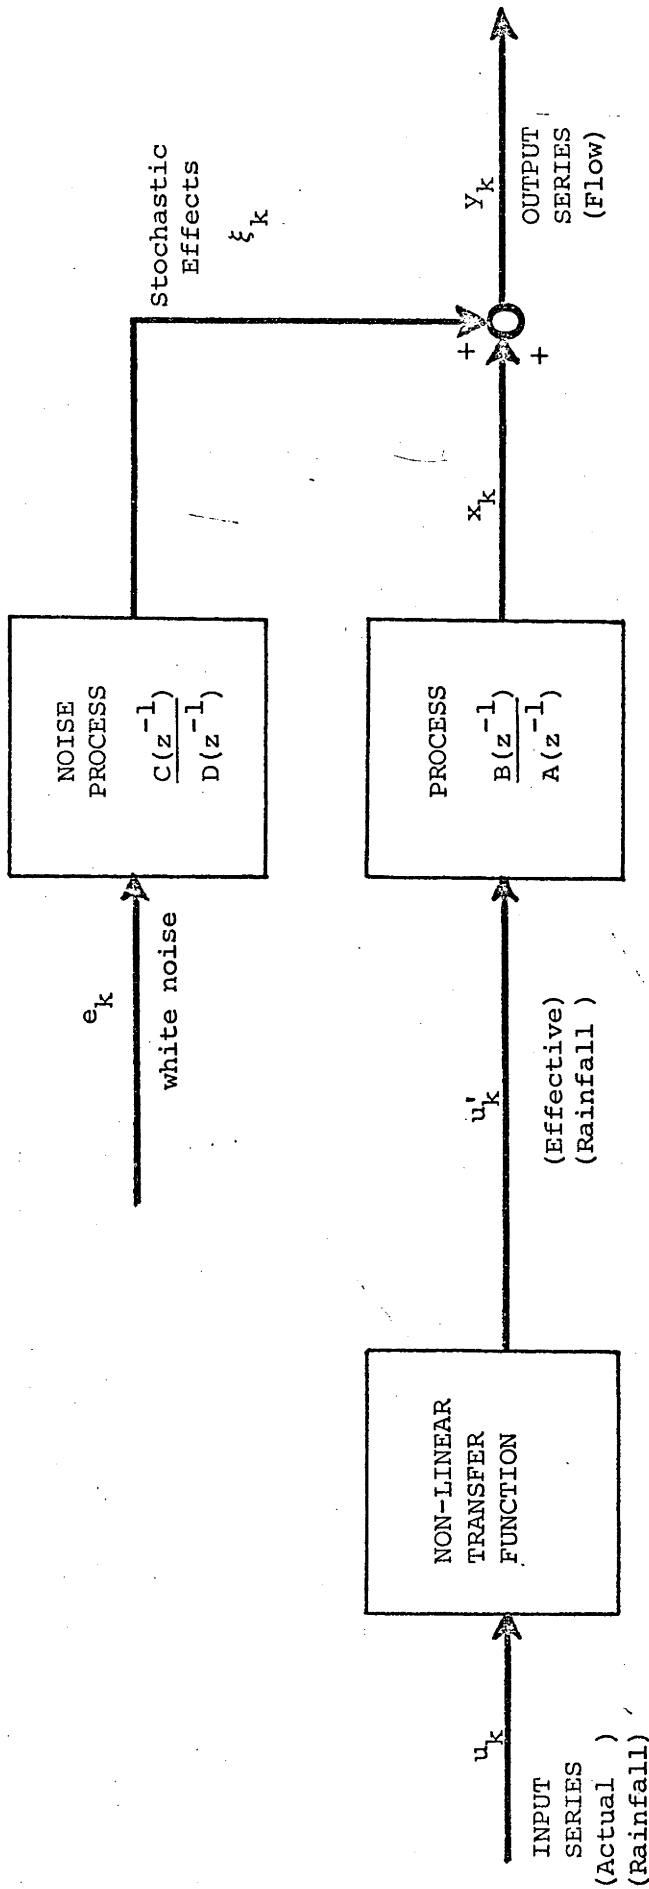 e_k
white noise
NOISE
PROCESS
C(z^-1)
D(z^-1)
Stochastic
Effects
ξ_k
u_k
INPUT
SERIES
(Actual )
(Rainfall)
NON-LINEAR
TRANSFER
FUNCTION
u'_k
(Effective)
(Rainfall )
PROCESS
B(z^-1)
A(z^-1)
x_k
+
+
y_k
OUTPUT
SERIES
(Flow)